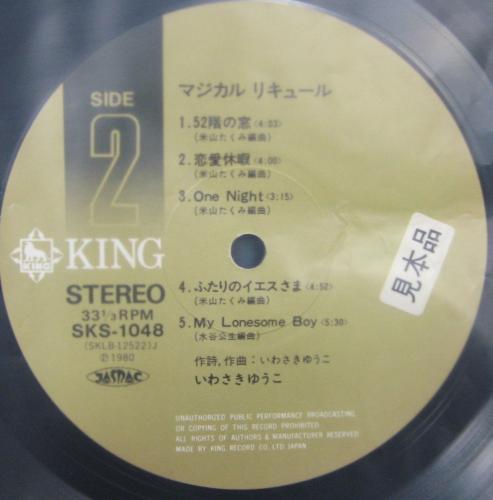 SIDE
2
マジカル リキュール
1.52階の窓〈4:03〉
(米山たくみ編曲)
2.恋愛休暇〈4:00〉
(米山たくみ編曲)
3.One Night〈3:15〉
(米山たくみ編曲)
KING
KING
4.ふたりのイエスさま〈4:52〉
(米山たくみ編曲)
5.My Lonesome Boy〈5:30〉
(水谷公生編曲)
STEREO
33 1/3 RPM
SKS-1048
(SKLB-12522)J
Ⓟ1980
JASRAC
作詩,作曲：いわさきゆうこ
いわさきゆうこ
見本品
UNAUTHORIZED PUBLIC PERFORMANCE BROADCASTING,
OR COPYING OF THIS RECORD PROHIBITED
ALL RIGHTS OF AUTHORS & MANUFACTURER RESERVED
MADE BY KING RECORD CO., LTD. JAPAN